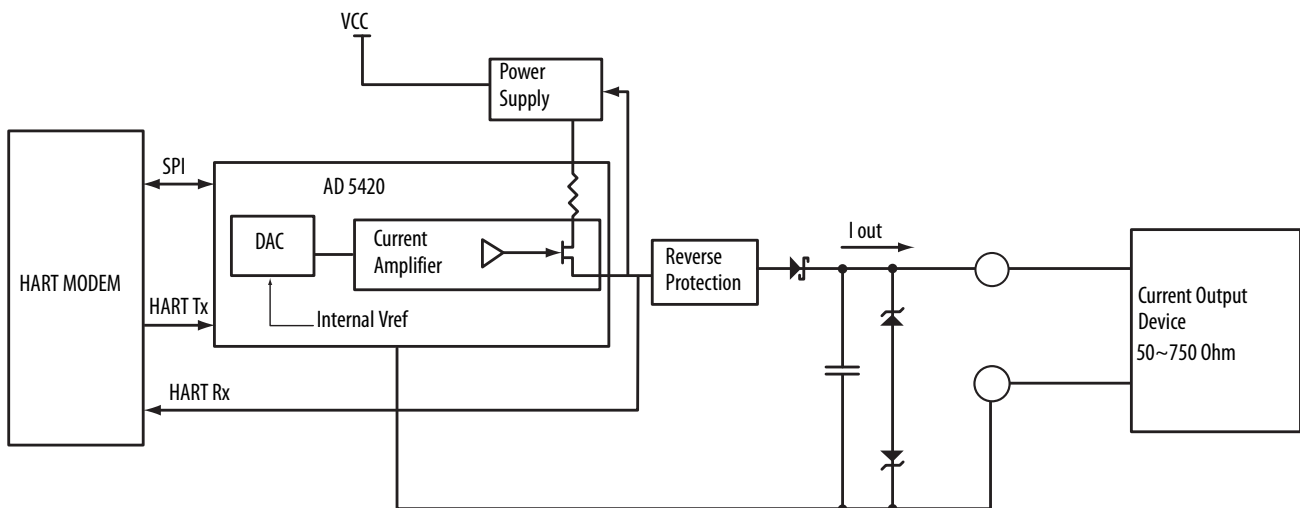 VCC
Power
Supply
SPI
AD 5420
DAC
Current
Amplifier
I out
Reverse
Protection
HART MODEM
Current Output
Device
50~750 Ohm
HART Tx
Internal Vref
HART Rx